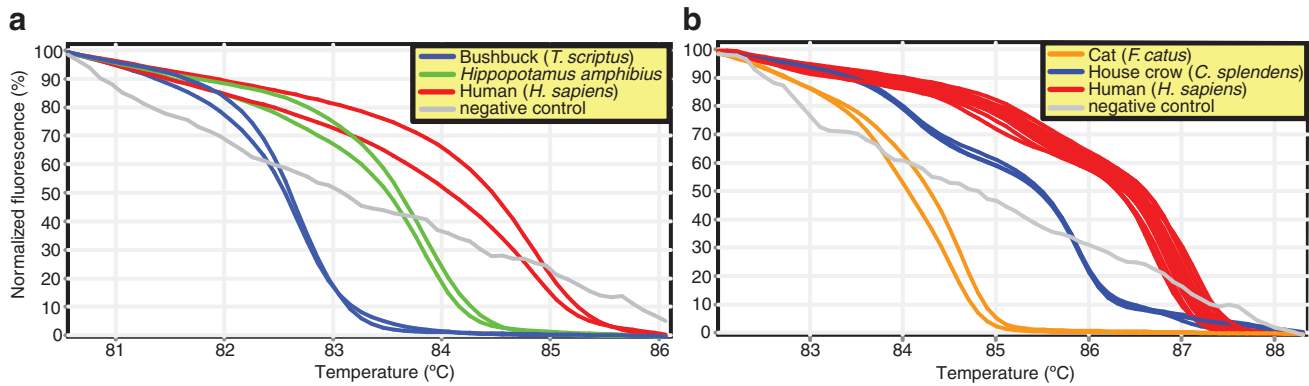 a
Normalized fluorescence (%)
100
90
80
70
60
50
40
30
20
10
0
81
82
83
84
85
86
Temperature (ºC)
Bushbuck (T. scriptus)
Hippopotamus amphibius
Human (H. sapiens)
negative control
b
100
90
80
70
60
50
40
30
20
10
0
83
84
85
86
87
88
Temperature (ºC)
Cat (F. catus)
House crow (C. splendens)
Human (H. sapiens)
negative control